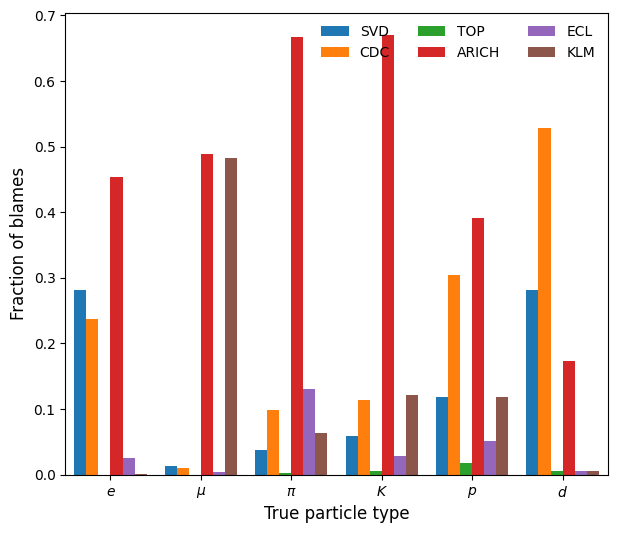 0.7
0.6
0.5
0.4
0.3
0.2
0.1
0.0
Fraction of blames
SVD TOP ECL
CDC ARICH KLM
e μ π K p d
True particle type